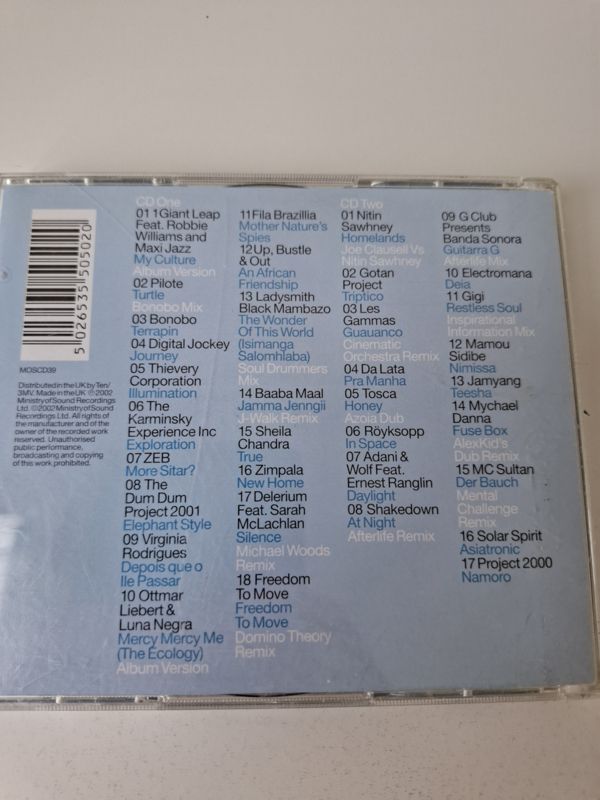 5 026535 505020
MOSCD39
Distributed in the UK by Ten/
3MV. Made in the UK ℗2002
Ministry of Sound Recordings
Ltd. ©2002 Ministry of Sound
Recordings Ltd. All rights of
the manufacturer and of the
owner of the recorded work
reserved. Unauthorised
public performance,
broadcasting and copying
of this work prohibited.
CD One
01 1 Giant Leap
Feat. Robbie
Williams and
Maxi Jazz
My Culture
Album Version
02 Pilote
Turtle
Bonobo Mix
03 Bonobo
Terrapin
04 Digital Jockey
Journey
05 Thievery
Corporation
Illumination
06 The
Karminsky
Experience Inc
Exploration
07 ZEB
More Sitar?
08 The
Dum Dum
Project 2001
Elephant Style
09 Virginia
Rodrigues
Depois que o
Ile Passar
10 Ottmar
Liebert &
Luna Negra
Mercy Mercy Me
(The Ecology)
Album Version
11 Fila Brazillia
Mother Nature's
Spies
12 Up, Bustle
& Out
An African
Friendship
13 Ladysmith
Black Mambazo
The Wonder
Of This World
(Isimanga
Salomhlaba)
Soul Drummers
Mix
14 Baaba Maal
Jamma Jenngii
J-Walk Remix
15 Sheila
Chandra
True
16 Zimpala
New Home
17 Delerium
Feat. Sarah
McLachlan
Silence
Michael Woods
Remix
18 Freedom
To Move
Freedom
To Move
Domino Theory
Remix
CD Two
01 Nitin
Sawhney
Homelands
Joe Clausell Vs
Nitin Sawhney
02 Gotan
Project
Triptico
03 Les
Gammas
Guauanco
Cinematic
Orchestra Remix
04 Da Lata
Pra Manha
05 Tosca
Honey
Azoia Dub
06 Röyksopp
In Space
07 Adani &
Wolf Feat.
Ernest Ranglin
Daylight
08 Shakedown
At Night
Afterlife Remix
09 G Club
Presents
Banda Sonora
Guitarra G
Afterlife Mix
10 Electromana
Deia
11 Gigi
Restless Soul
Inspirational
Information Mix
12 Mamou
Sidibe
Nimissa
13 Jamyang
Teesha
14 Mychael
Danna
Fuse Box
AlexKid's
Dub Remix
15 MC Sultan
Der Bauch
Mental
Challenge
Remix
16 Solar Spirit
Asiatronic
17 Project 2000
Namoro